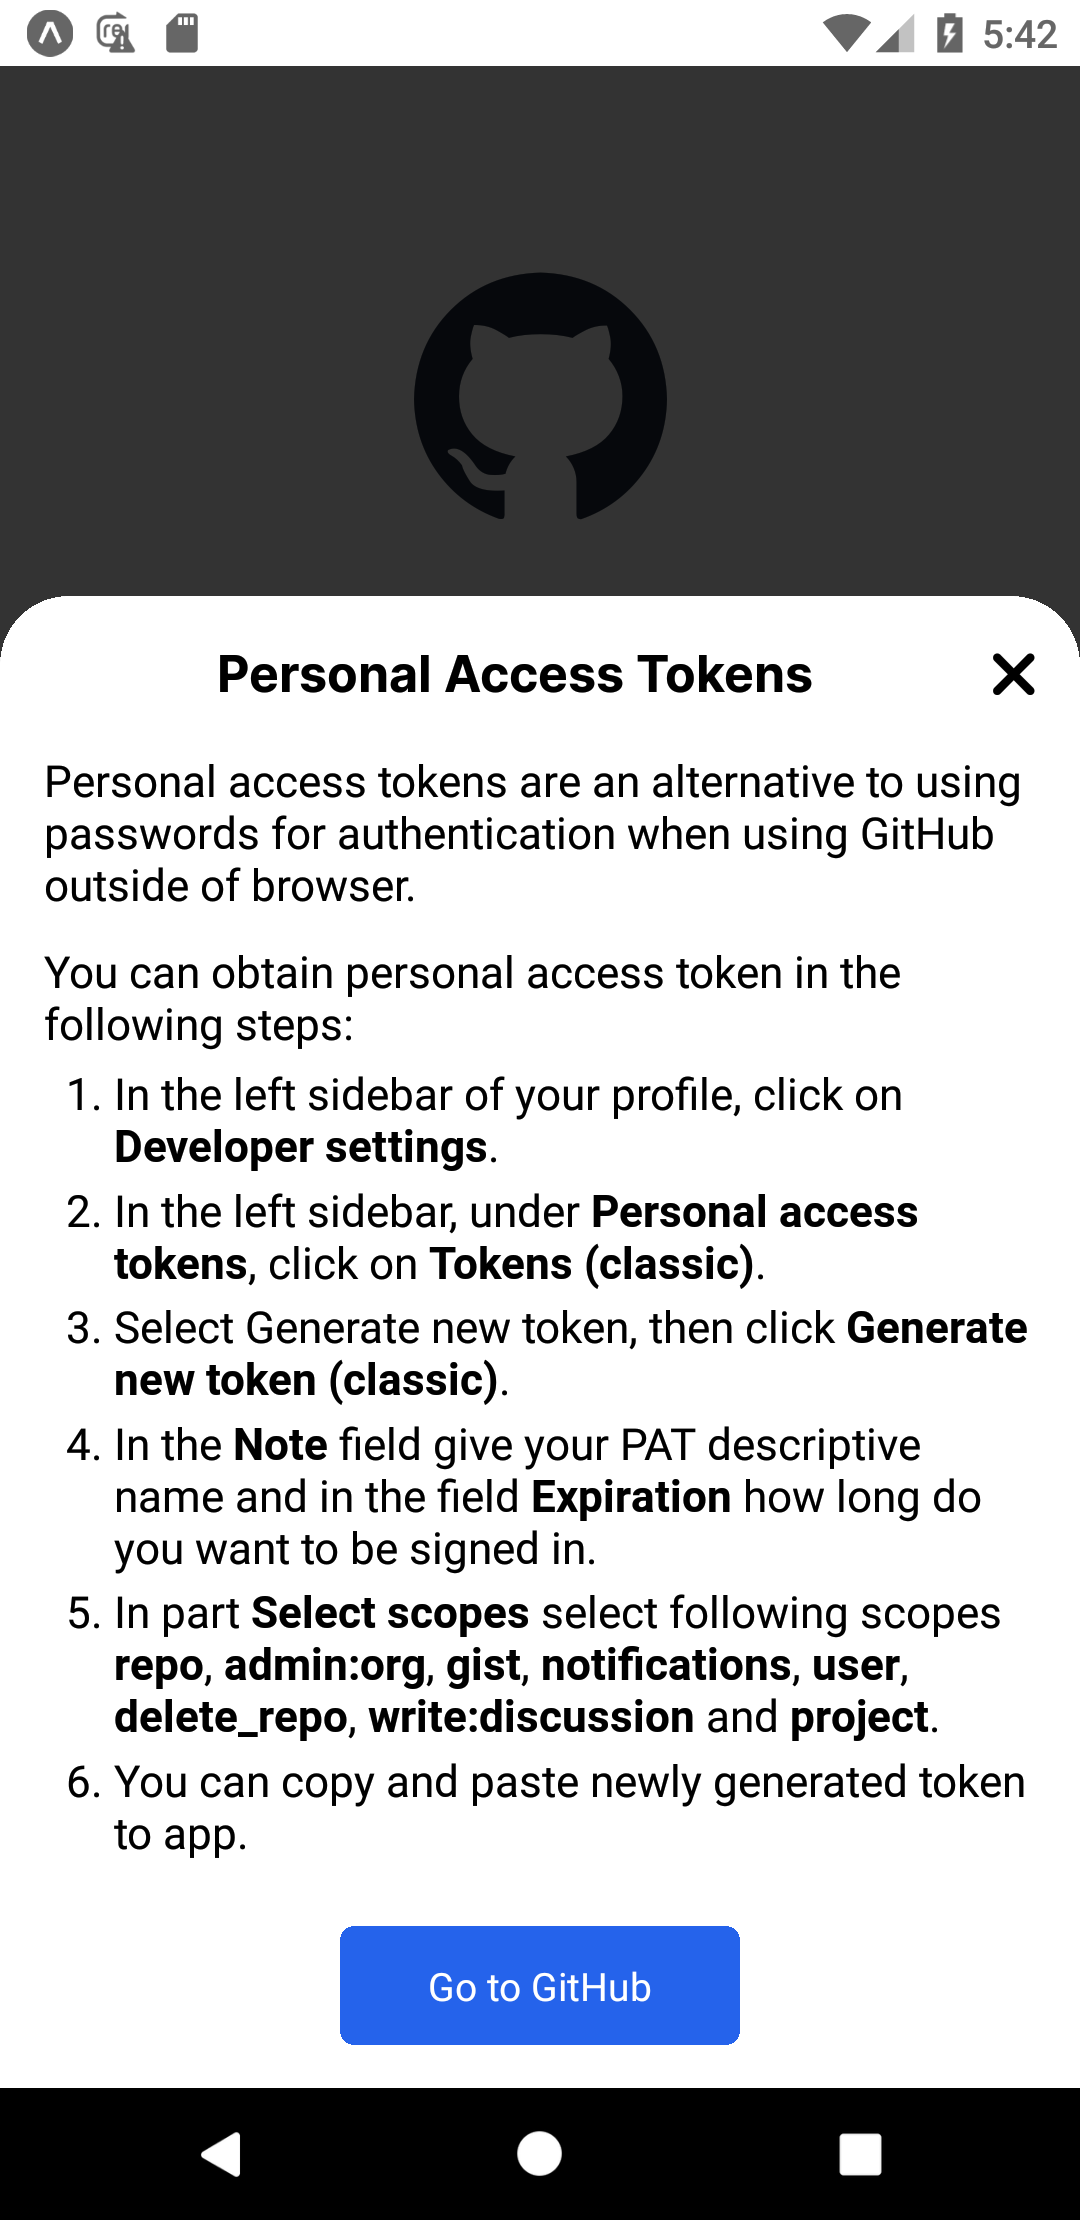 5:42
Personal Access Tokens
Personal access tokens are an alternative to using
passwords for authentication when using GitHub
outside of browser.
You can obtain personal access token in the
following steps:
1. In the left sidebar of your profile, click on
Developer settings.
2. In the left sidebar, under Personal access
tokens, click on Tokens (classic).
3. Select Generate new token, then click Generate
new token (classic).
4. In the Note field give your PAT descriptive
name and in the field Expiration how long do
you want to be signed in.
5. In part Select scopes select following scopes
repo, admin:org, gist, notifications, user,
delete_repo, write:discussion and project.
6. You can copy and paste newly generated token
to app.
Go to GitHub